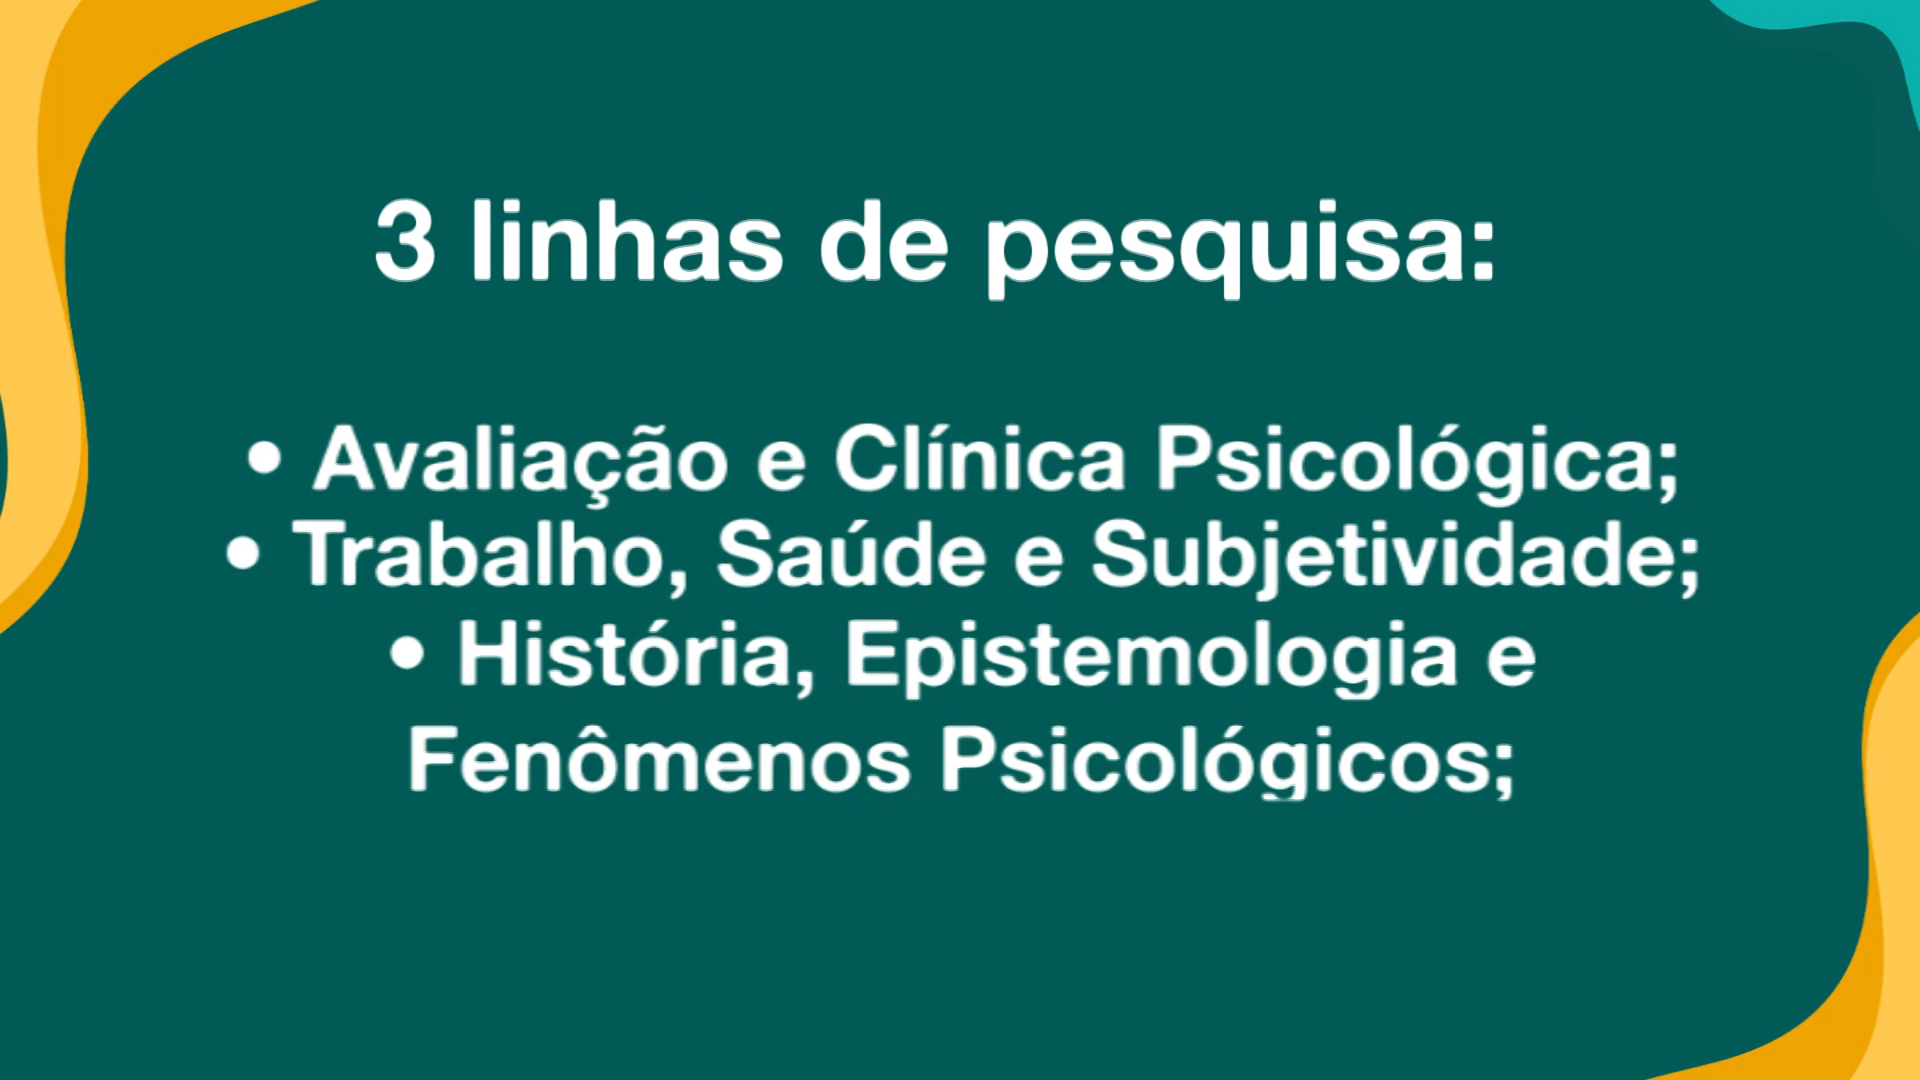 3 linhas de pesquisa:
• Avaliação e Clínica Psicológica;
• Trabalho, Saúde e Subjetividade;
• História, Epistemologia e
Fenômenos Psicológicos;